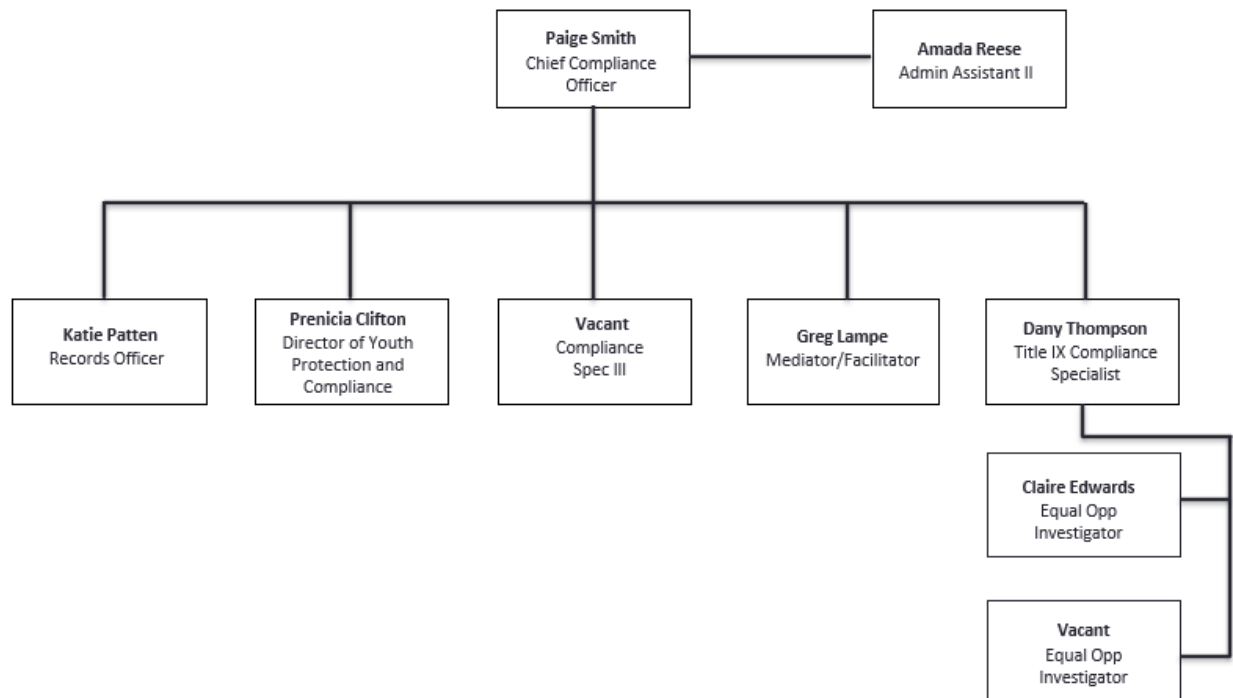 Paige Smith
Chief Compliance
Officer
Amada Reese
Admin Assistant II
Katie Patten
Records Officer
Prenicia Clifton
Director of Youth
Protection and
Compliance
Vacant
Compliance
Spec III
Greg Lampe
Mediator/Facilitator
Dany Thompson
Title IX Compliance
Specialist
Claire Edwards
Equal Opp
Investigator
Vacant
Equal Opp
Investigator